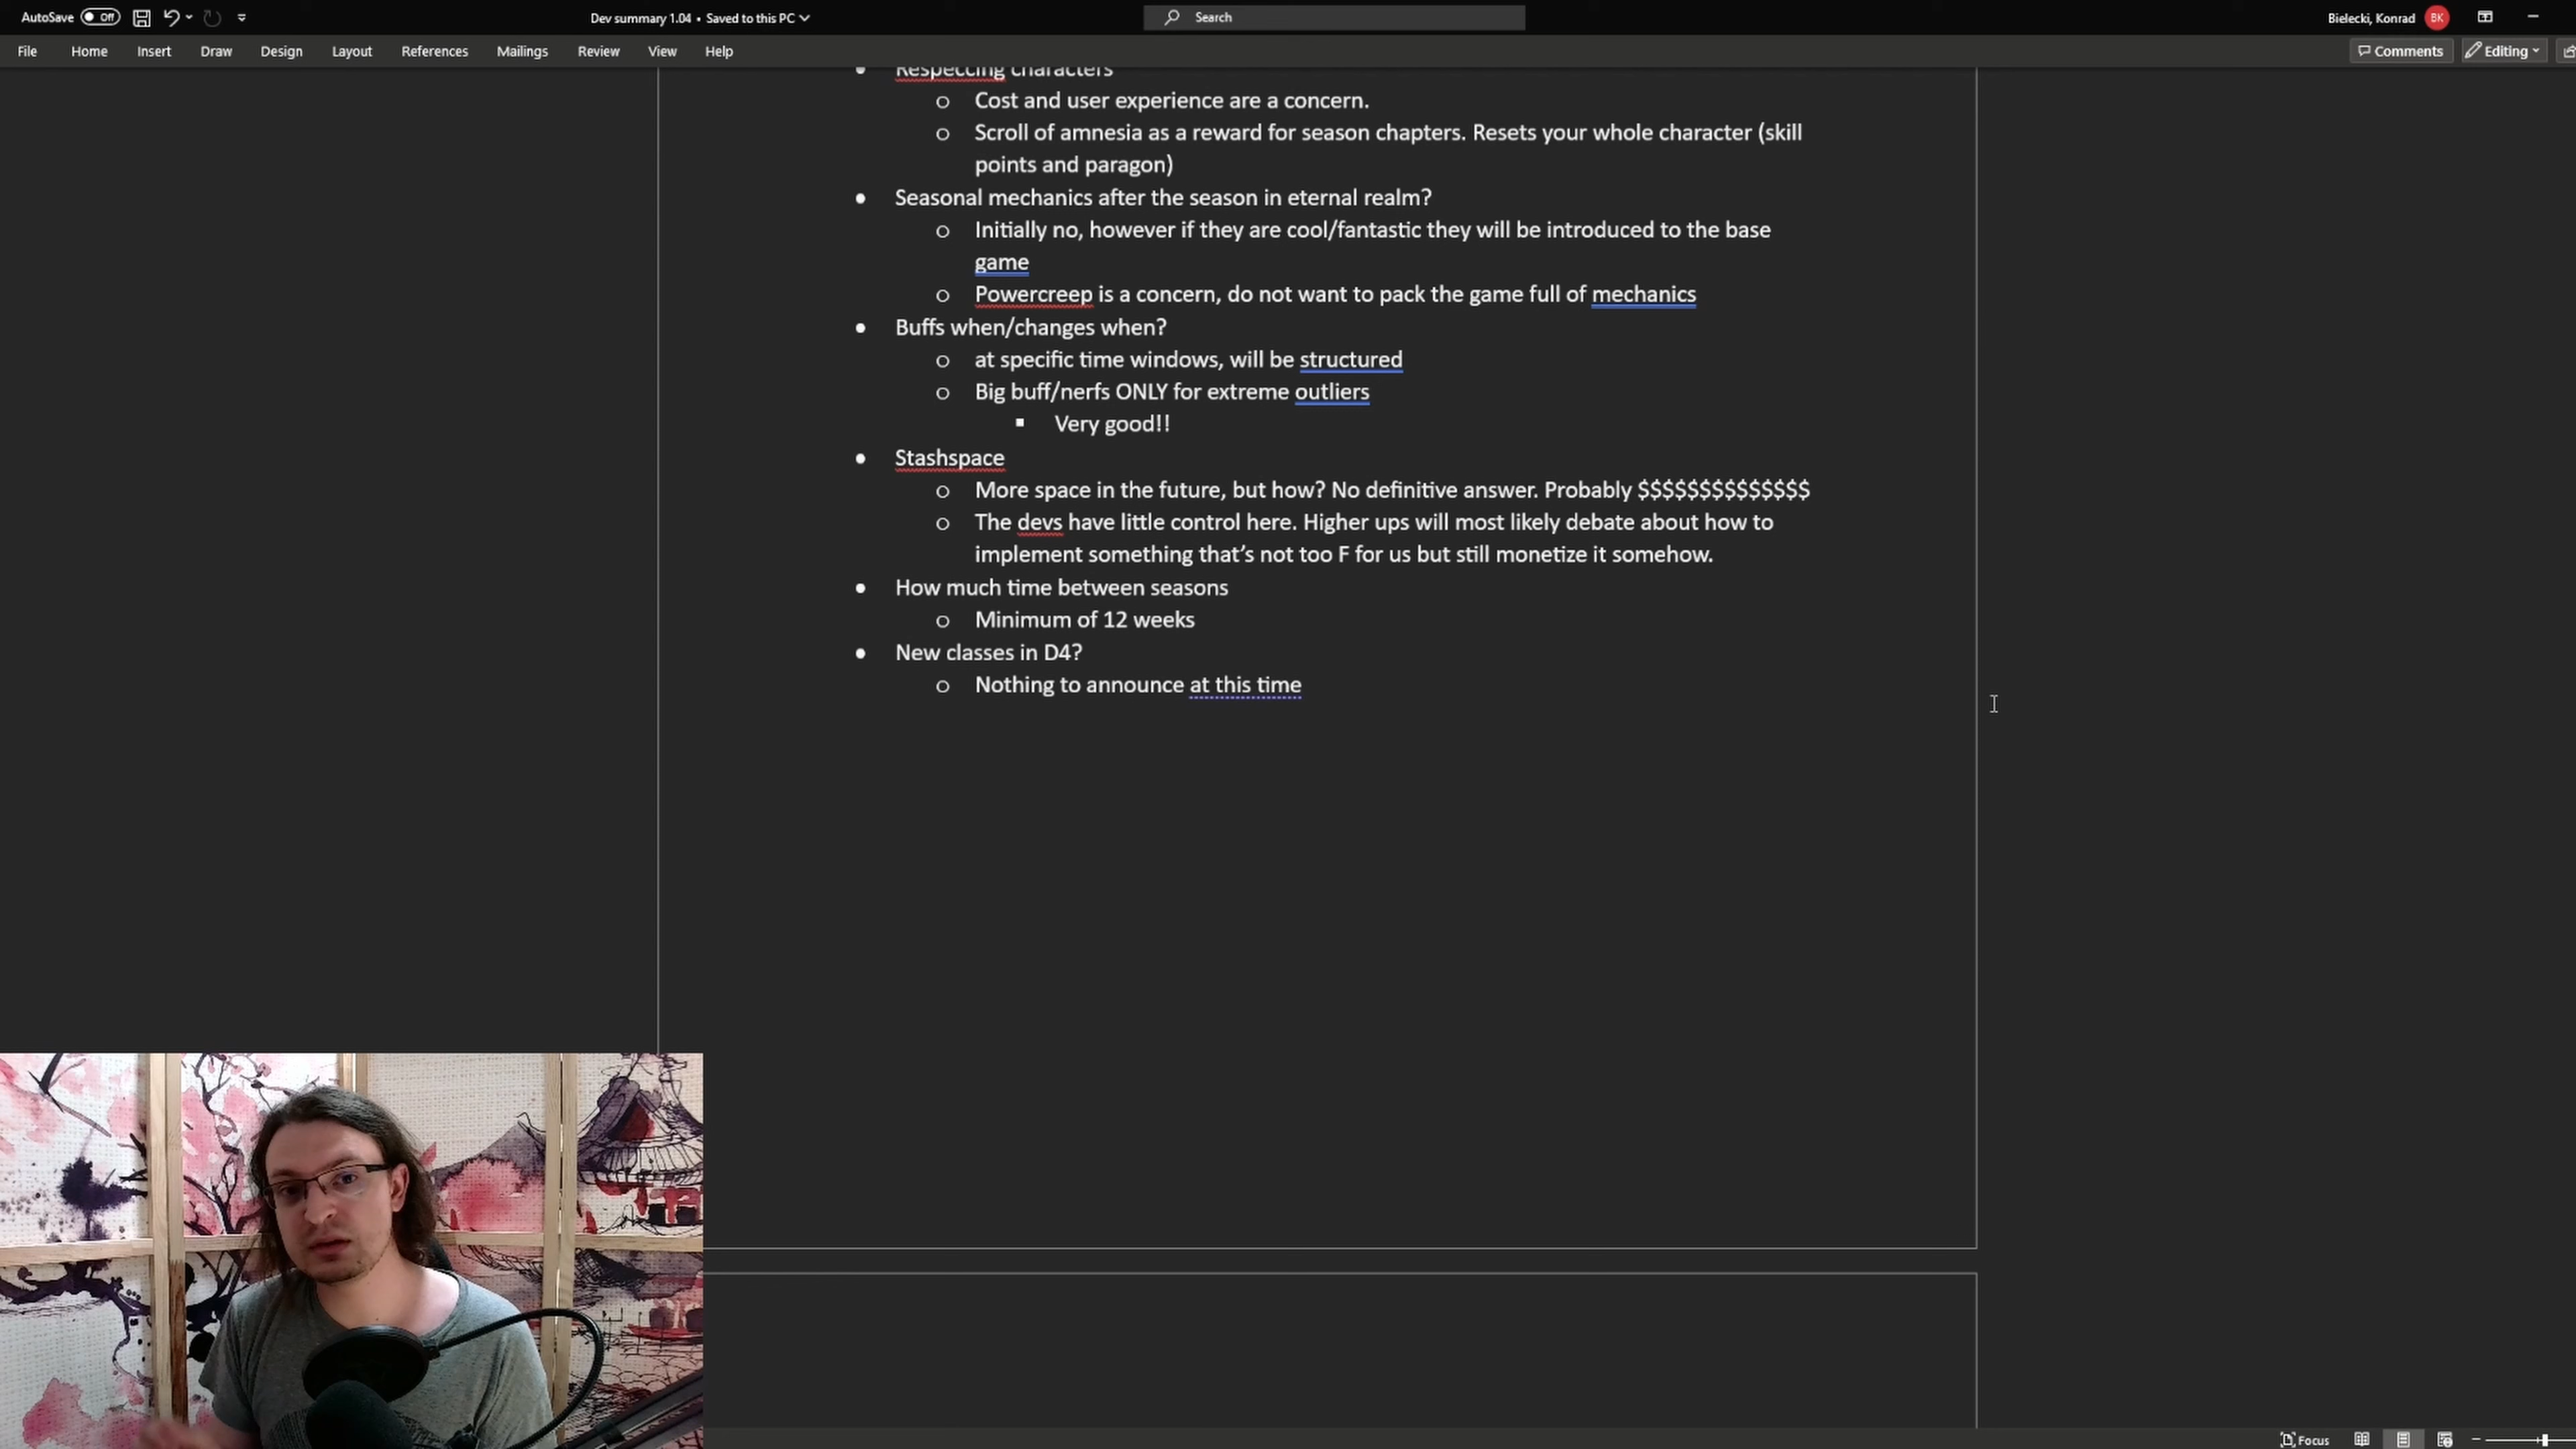 AutoSave Off Dev summary 1.04 • Saved to this PC Search Bielecki, Konrad BK
File Home Insert Draw Design Layout References Mailings Review View Help Comments Editing
Respeccing characters
Cost and user experience are a concern.
Scroll of amnesia as a reward for season chapters. Resets your whole character (skill
points and paragon)
Seasonal mechanics after the season in eternal realm?
Initially no, however if they are cool/fantastic they will be introduced to the base
game
Powercreep is a concern, do not want to pack the game full of mechanics
Buffs when/changes when?
at specific time windows, will be structured
Big buff/nerfs ONLY for extreme outliers
Very good!!
Stashspace
More space in the future, but how? No definitive answer. Probably $$$$$$$$$$$$$$
The devs have little control here. Higher ups will most likely debate about how to
implement something that’s not too F for us but still monetize it somehow.
How much time between seasons
Minimum of 12 weeks
New classes in D4?
Nothing to announce at this time
Focus